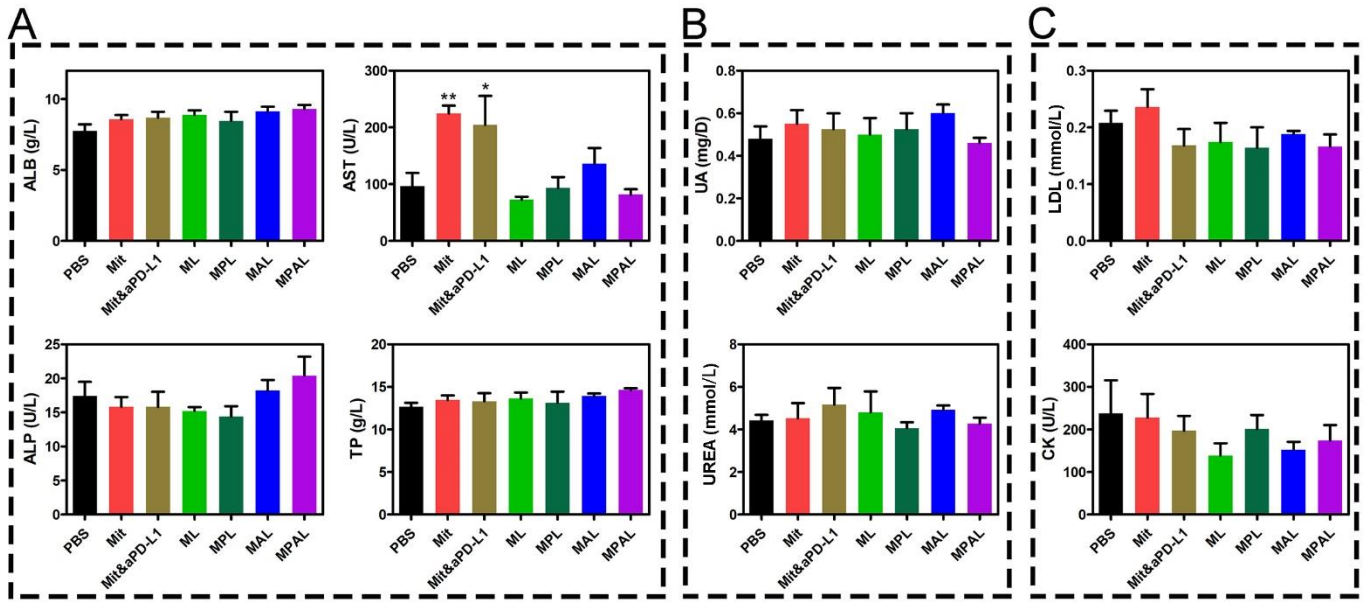 A
B
C
ALB (g/L)
10
5
0
PBS
Mit
Mit&aPD-L1
ML
MPL
MAL
MPAL
AST (U/L)
300
200
100
0
**
*
PBS
Mit
Mit&aPD-L1
ML
MPL
MAL
MPAL
ALP (U/L)
25
20
15
10
5
0
PBS
Mit
Mit&aPD-L1
ML
MPL
MAL
MPAL
TP (g/L)
20
15
10
5
0
PBS
Mit
Mit&aPD-L1
ML
MPL
MAL
MPAL
UA (mg/D)
0.8
0.6
0.4
0.2
0.0
PBS
Mit
Mit&aPD-L1
ML
MPL
MAL
MPAL
UREA (mmol/L)
8
6
4
2
0
PBS
Mit
Mit&aPD-L1
ML
MPL
MAL
MPAL
LDL (mmol/L)
0.3
0.2
0.1
0.0
PBS
Mit
Mit&aPD-L1
ML
MPL
MAL
MPAL
CK (U/L)
400
300
200
100
0
PBS
Mit
Mit&aPD-L1
ML
MPL
MAL
MPAL